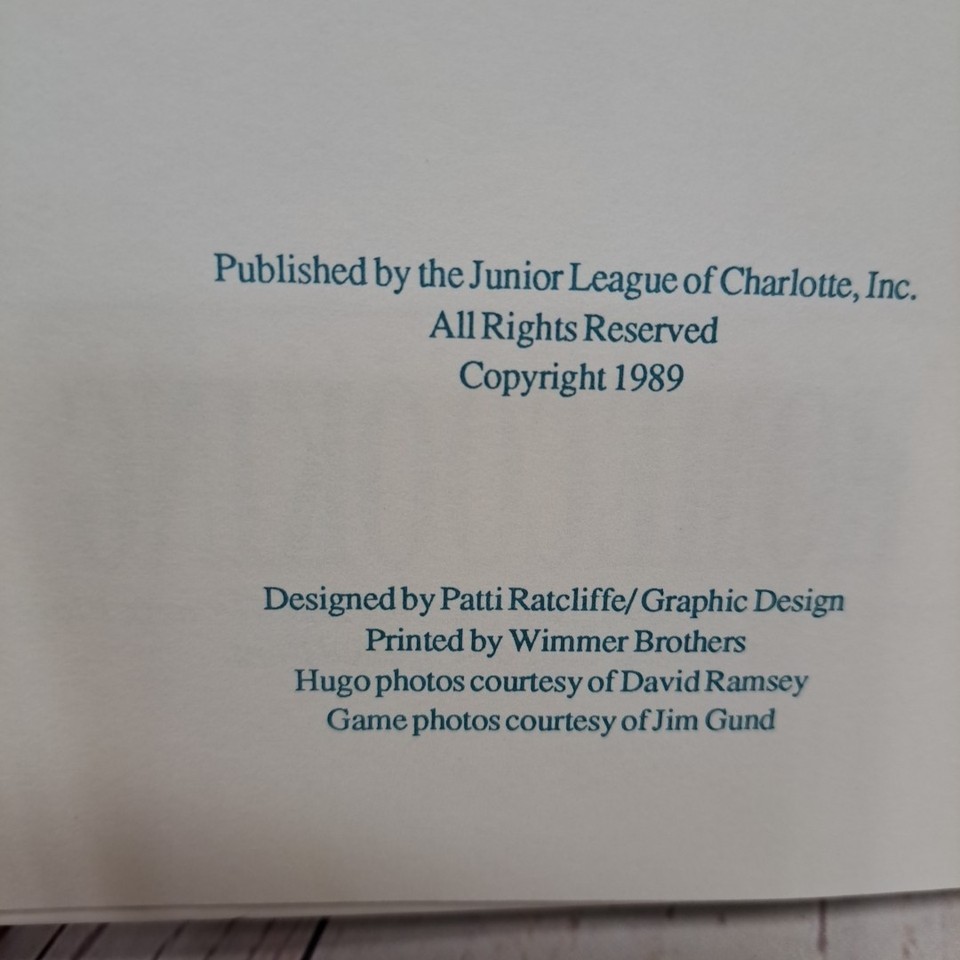 Published by the Junior League of Charlotte, Inc.
All Rights Reserved
Copyright 1989
Designed by Patti Ratcliffe/Graphic Design
Printed by Wimmer Brothers
Hugo photos courtesy of David Ramsey
Game photos courtesy of Jim Gund